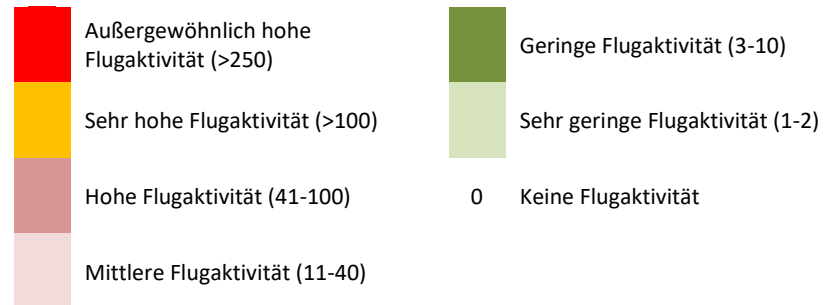 Außergewöhnlich hohe
Flugaktivität (>250)
Sehr hohe Flugaktivität (>100)
Hohe Flugaktivität (41-100)
Mittlere Flugaktivität (11-40)
Geringe Flugaktivität (3-10)
Sehr geringe Flugaktivität (1-2)
0 Keine Flugaktivität